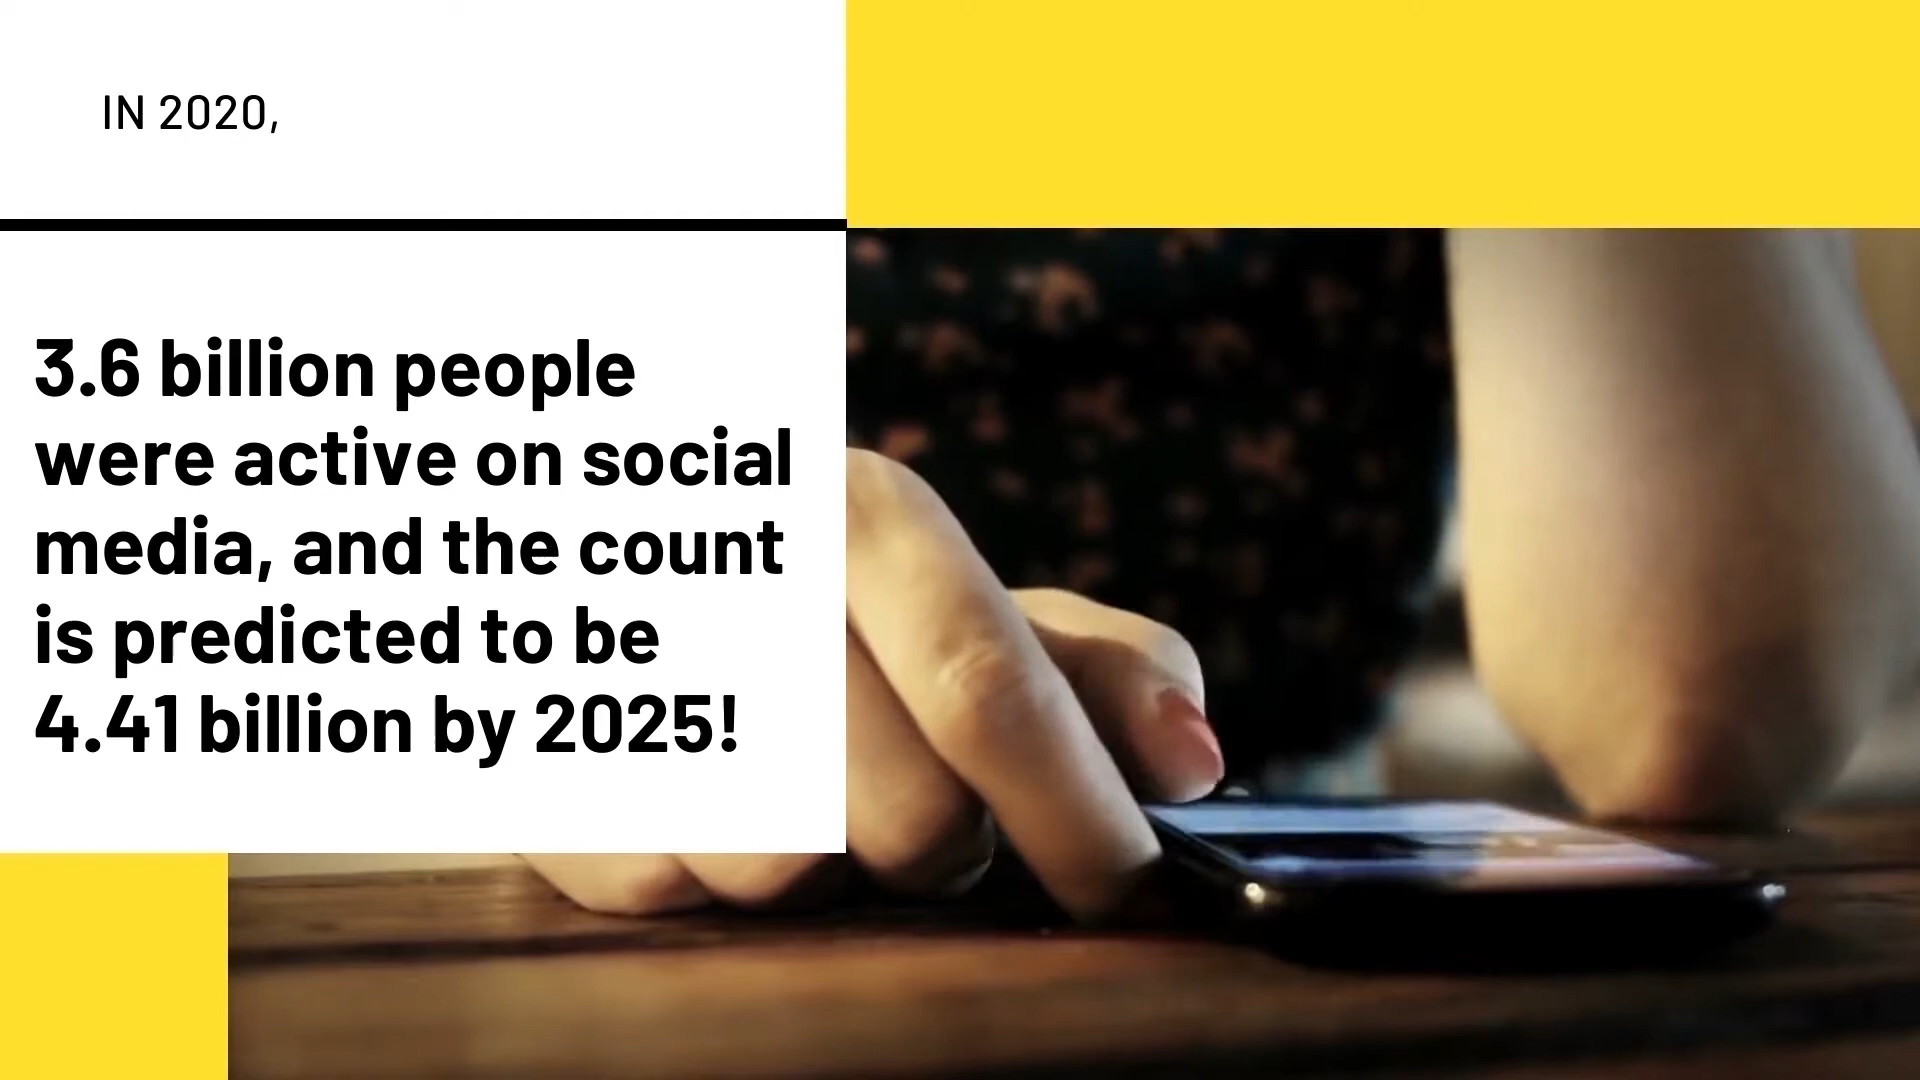 IN 2020,
3.6 billion people
were active on social
media, and the count
is predicted to be
4.41 billion by 2025!